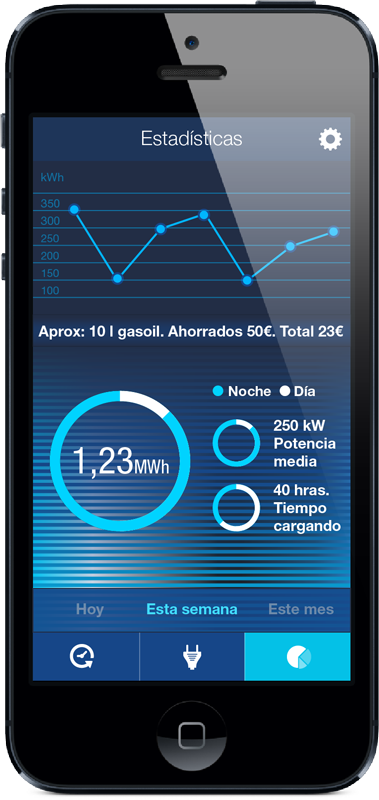 Estadísticas
kWh
350
300
250
200
150
100
Aprox: 10 l gasoil. Ahorrados 50€. Total 23€
Noche Día
1,23MWh
250 kW
Potencia
media
40 hras.
Tiempo
cargando
Hoy Esta semana Este mes